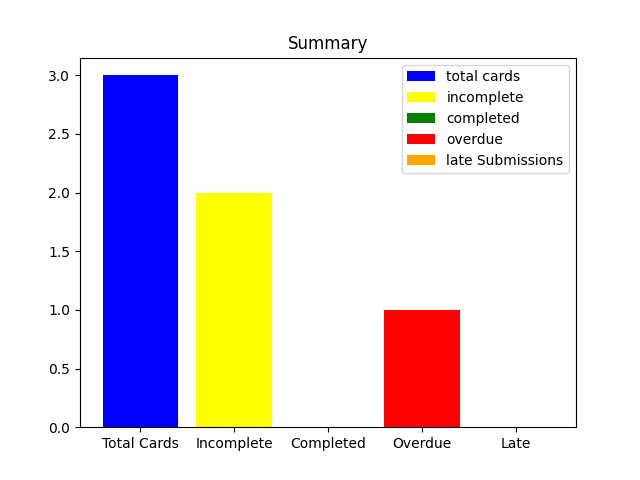 Summary
3.0
2.5
2.0
1.5
1.0
0.5
0.0
total cards
incomplete
completed
overdue
late Submissions
Total Cards Incomplete Completed Overdue Late